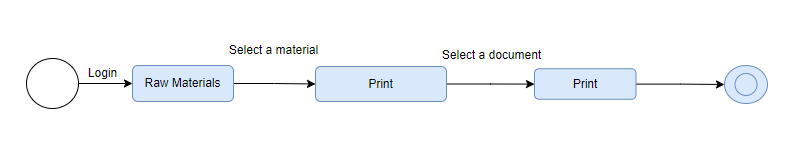 Login
Raw Materials
Select a material
Print
Select a document
Print